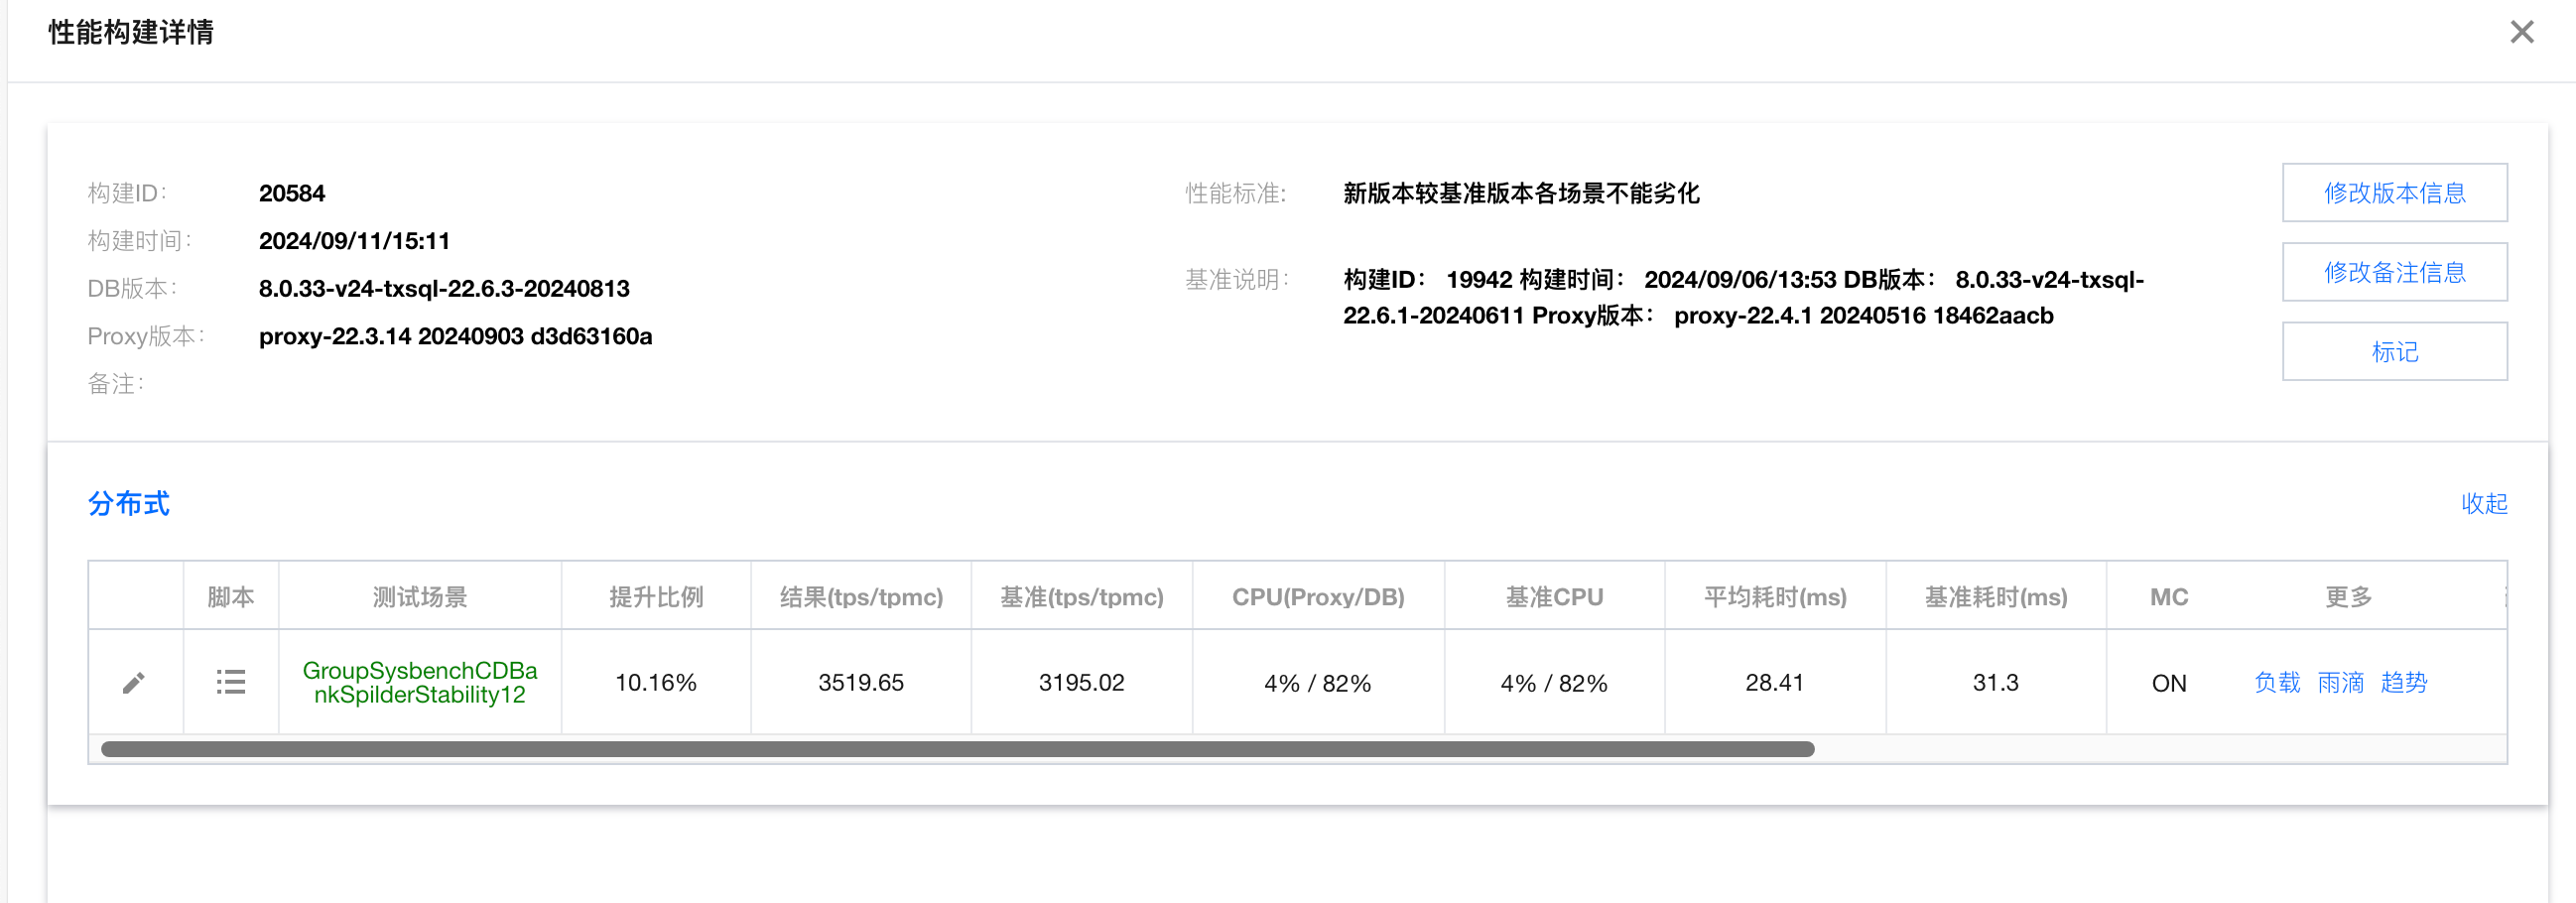 性能构建详情
构建ID: 20584
构建时间: 2024/09/11/15:11
DB版本: 8.0.33-v24-txsql-22.6.3-20240813
Proxy版本: proxy-22.3.14 20240903 d3d63160a
备注:
性能标准: 新版本较基准版本各场景不能劣化
基准说明: 构建ID: 19942 构建时间: 2024/09/06/13:53 DB版本: 8.0.33-v24-txsql-
22.6.1-20240611 Proxy版本: proxy-22.4.1 20240516 18462aacb
修改版本信息
修改备注信息
标记
分布式 收起
脚本 测试场景 提升比例 结果(tps/tpmc) 基准(tps/tpmc) CPU(Proxy/DB) 基准CPU 平均耗时(ms) 基准耗时(ms) MC 更多
GroupSysbenchCDBa
nkSpilderStability12
10.16% 3519.65 3195.02 4% / 82% 4% / 82% 28.41 31.3 ON 负载 雨滴 趋势